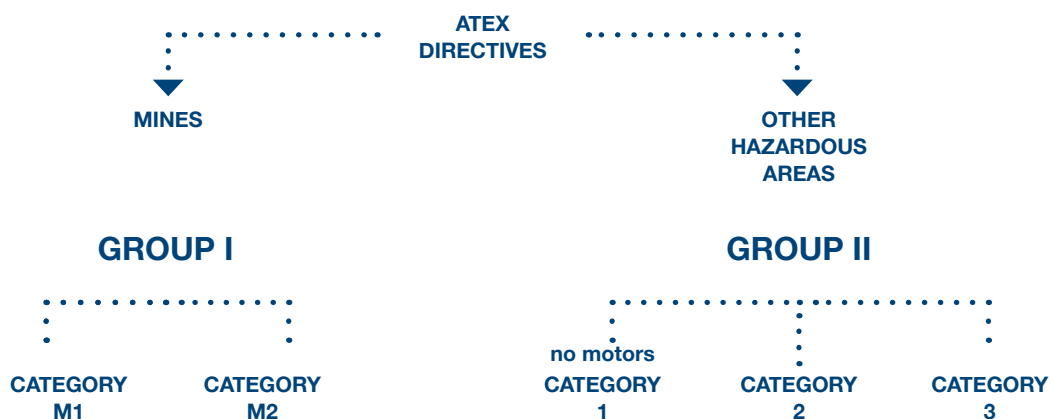 ATEX
DIRECTIVES
MINES
OTHER
HAZARDOUS
AREAS
GROUP I
GROUP II
no motors
CATEGORY
M1
CATEGORY
M2
CATEGORY
1
CATEGORY
2
CATEGORY
3